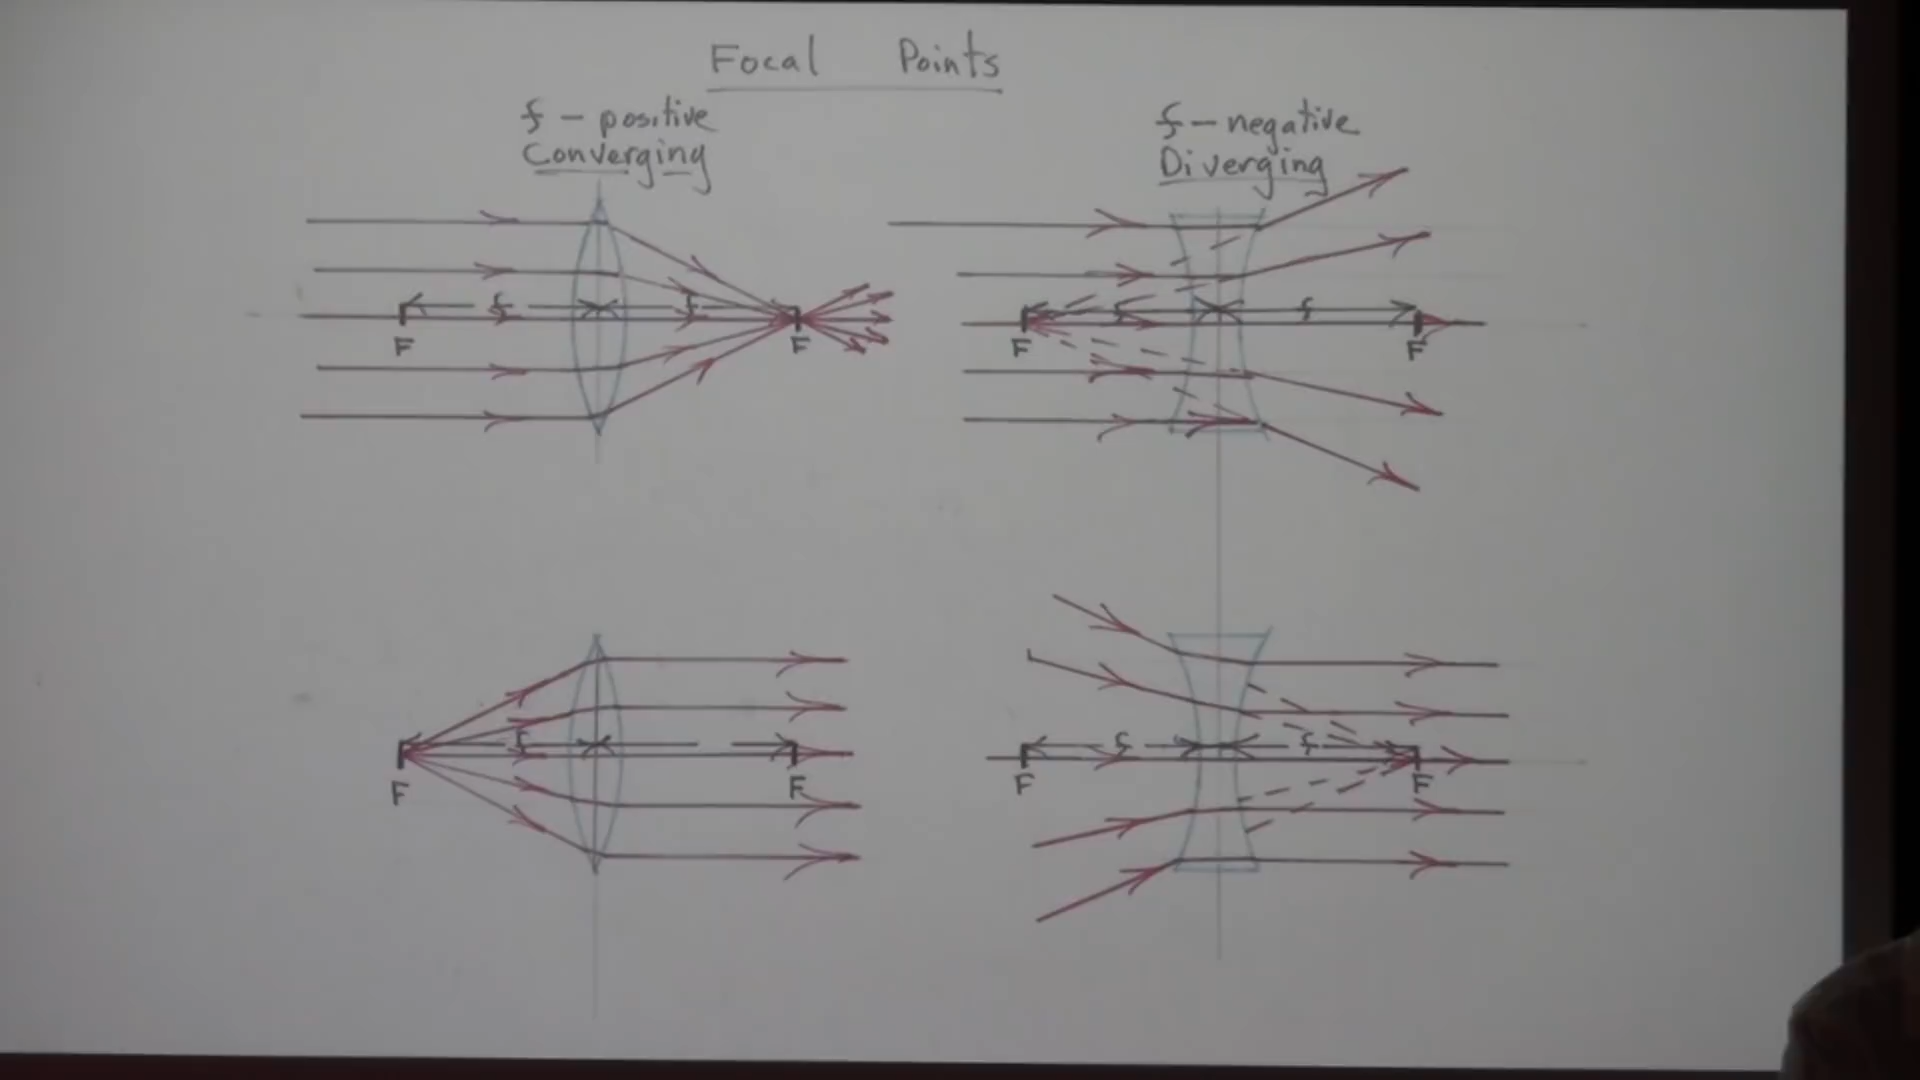 Focal Points
f - positive
Converging
f - negative
Diverging
f f
F F
f f
F F
f
F F
f f
F F